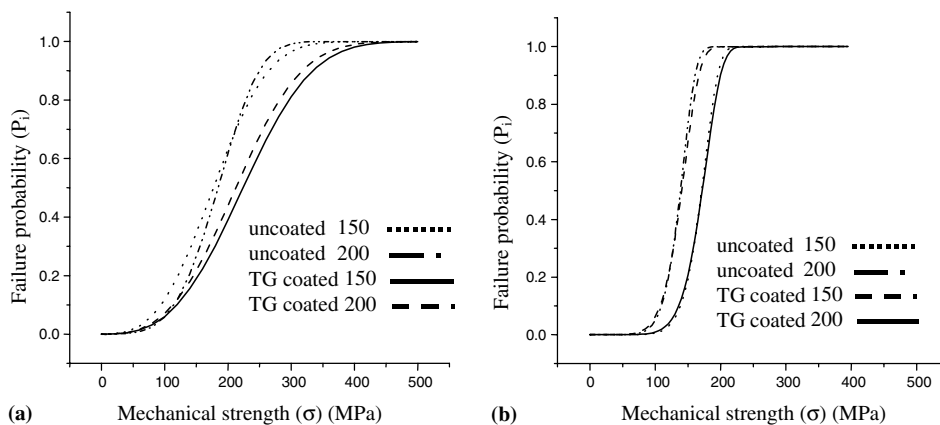 1.0
0.8
0.6
0.4
0.2
0.0
Failure probability (Pi)
uncoated 150
uncoated 200
TG coated 150
TG coated 200
0 100 200 300 400 500
(a) Mechanical strength (σ) (MPa)
1.0
0.8
0.6
0.4
0.2
0.0
Failure probability (Pi)
uncoated 150
uncoated 200
TG coated 150
TG coated 200
0 100 200 300 400 500
(b) Mechanical strength (σ) (MPa)